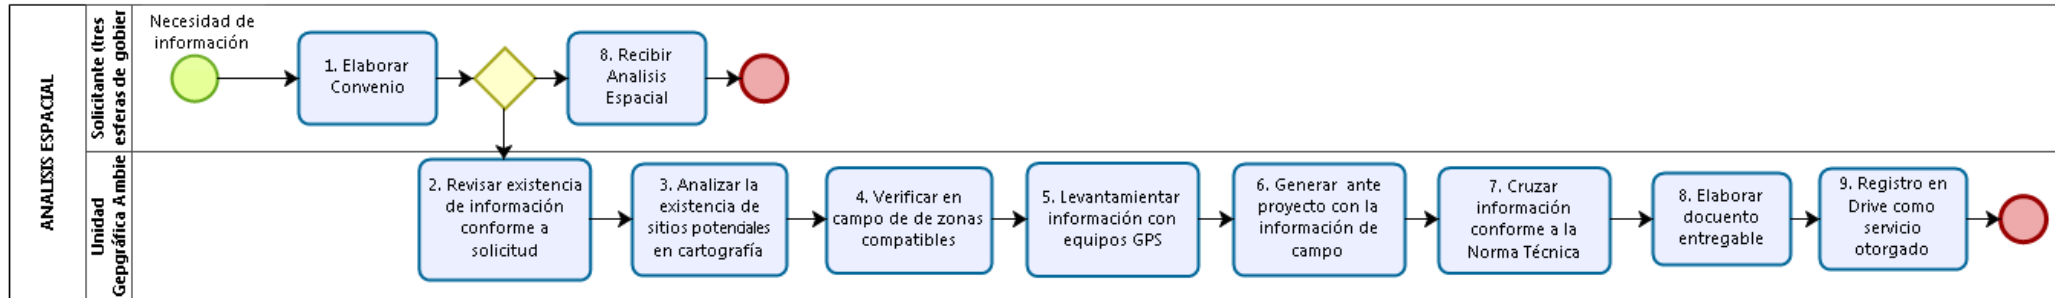 ANALISIS ESPACIAL
Solicitante (tres
esferas de gobier
Necesidad de
información
1. Elaborar
Convenio
8. Recibir
Analisis
Espacial
Unidad
Gepgráfica Ambie
2. Revisar existencia
de información
conforme a
solicitud
3. Analizar la
existencia de
sitios potenciales
en cartografía
4. Verificar en
campo de de zonas
compatibles
5. Levantamientar
información con
equipos GPS
6. Generar ante
proyecto con la
información de
campo
7. Cruzar
información
conforme a la
Norma Técnica
8. Elaborar
docuento
entregable
9. Registro en
Drive como
servicio
otorgado